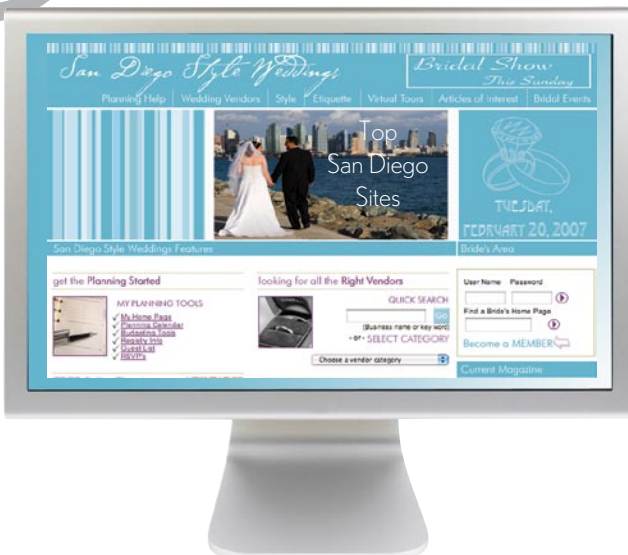 San Diego Style Weddings
Bridal Show
This Sunday
Planning Help Wedding Vendors Style Etiquette Virtual Tours Articles of Interest Bridal Events
Top
San Diego
Sites
TUESDAY,
FEBRUARY 20, 2007
San Diego Style Weddings Features
Bride's Area
get the Planning Started
MY PLANNING TOOLS
My Home Page
Planning Calendar
Budgeting Tools
Registry Info
Guest List
RSVP's
looking for all the Right Vendors
QUICK SEARCH
Go
(Business name or key word)
- or - SELECT CATEGORY
Choose a vendor category
User Name Password
Find a Bride's Home Page
Become a MEMBER
Current Magazine